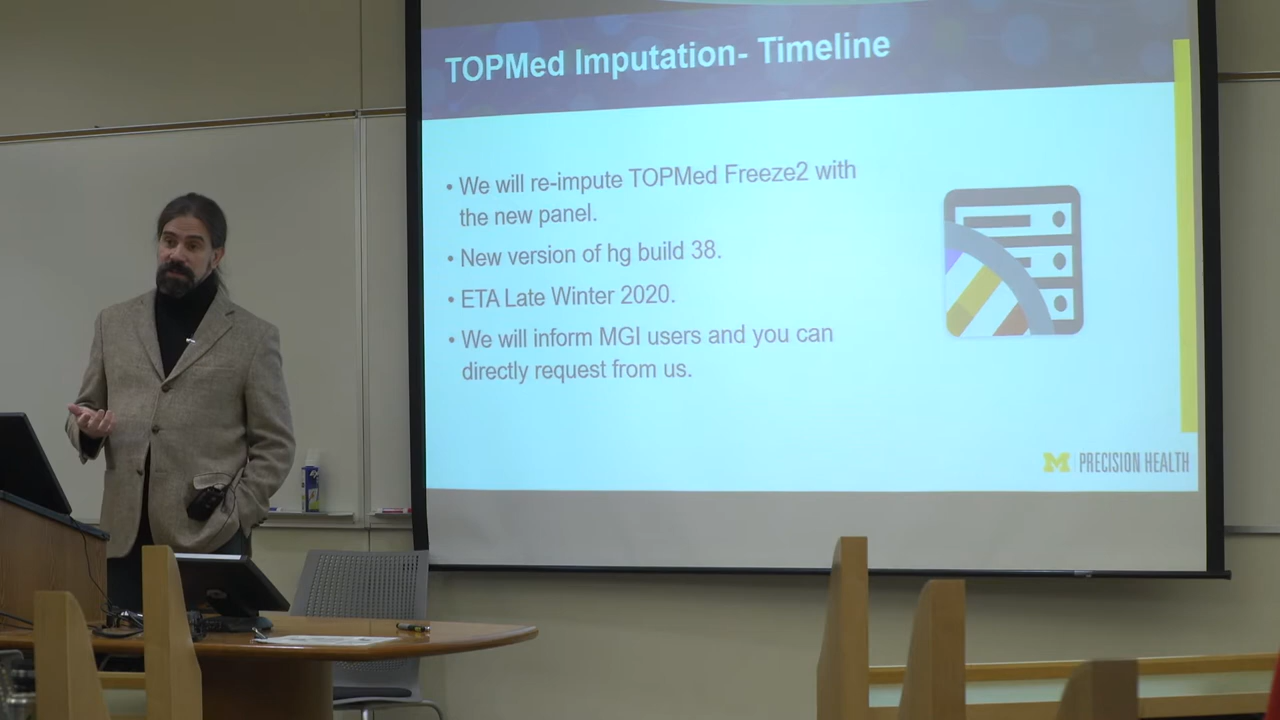 TOPMed Imputation- Timeline
• We will re-impute TOPMed Freeze2 with
the new panel.
• New version of hg build 38.
• ETA Late Winter 2020.
• We will inform MGI users and you can
directly request from us.
M PRECISION HEALTH